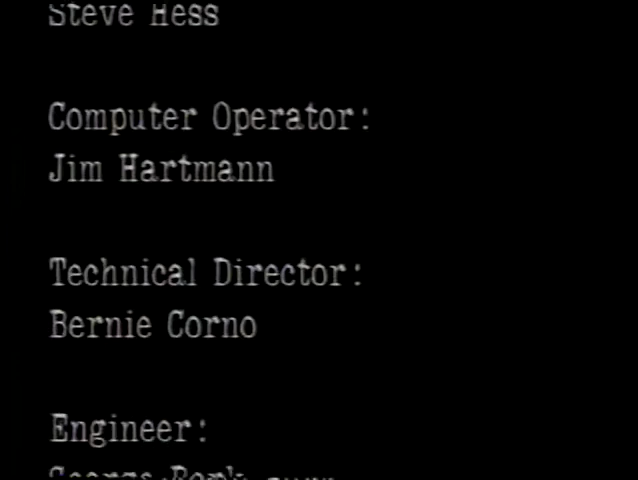 Steve Hess
Computer Operator:
Jim Hartmann
Technical Director:
Bernie Corno
Engineer: